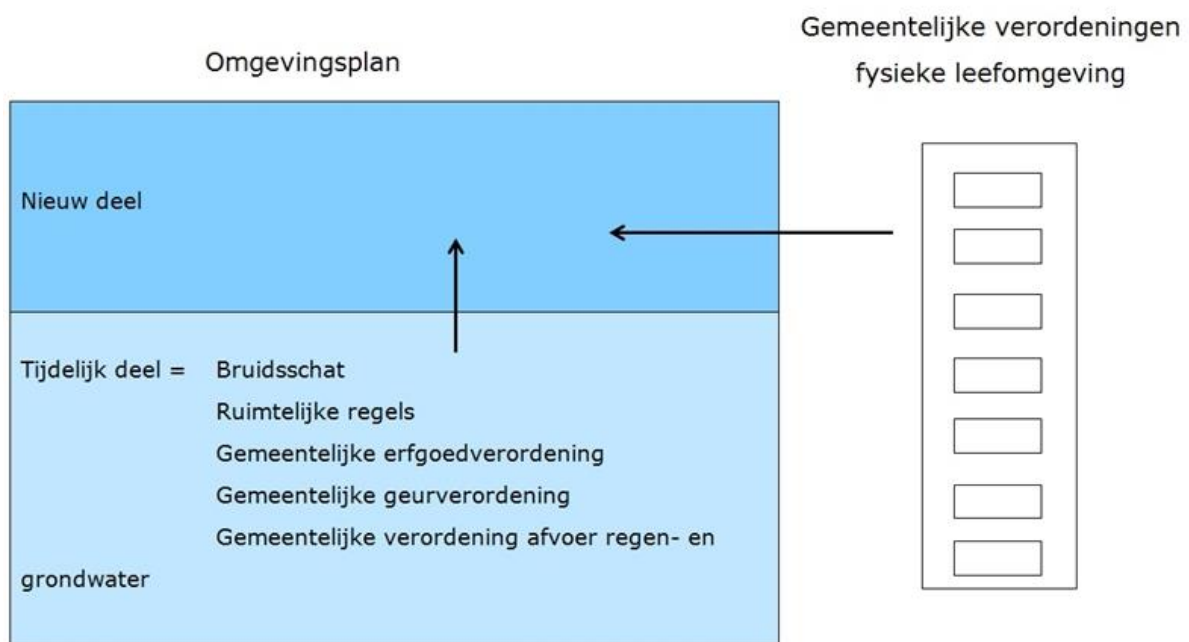 Omgevingsplan
Gemeentelijke verordeningen
fysieke leefomgeving
Nieuw deel
Tijdelijk deel = Bruidsschat
Ruimtelijke regels
Gemeentelijke erfgoedverordening
Gemeentelijke geurverordening
Gemeentelijke verordening afvoer regen- en
grondwater